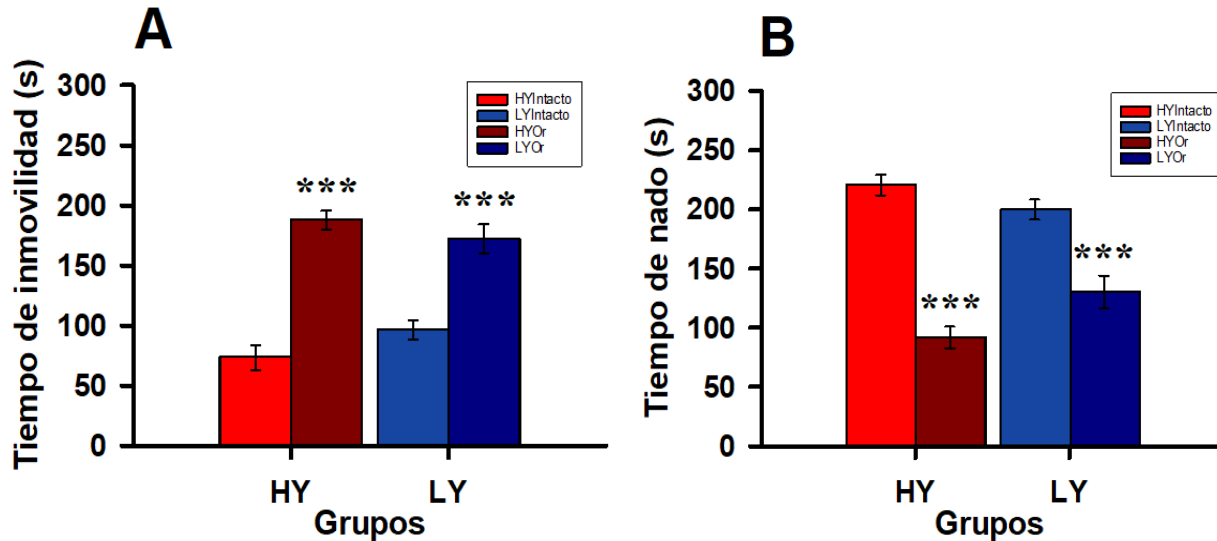 A
Tiempo de inmovilidad (s)
300
250
200
150
100
50
0
HYIntacto
LYIntacto
HYOr
LYOr
***
***
HY
LY
Grupos
B
Tiempo de nado (s)
300
250
200
150
100
50
0
HYIntacto
LYIntacto
HYOr
LYOr
***
***
HY
LY
Grupos